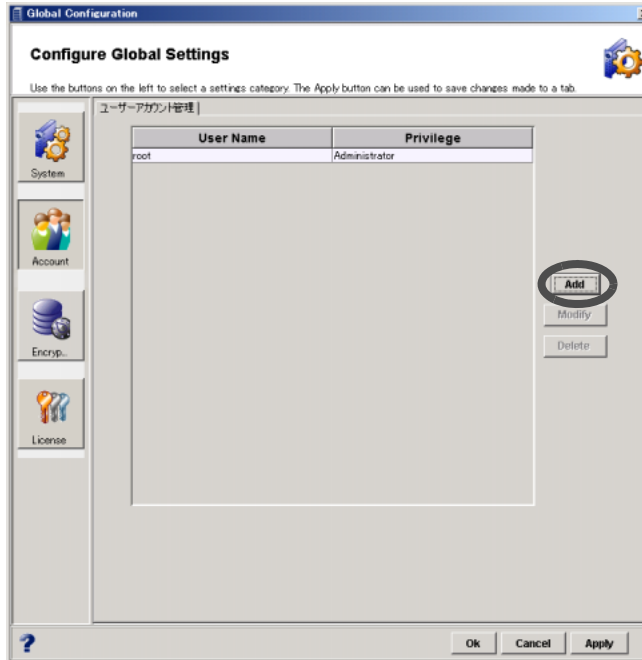 Global Configuration
Configure Global Settings
Use the buttons on the left to select a settings category. The Apply button can be used to save changes made to a tab.
ユーザーアカウント管理
User Name Privilege
root Administrator
System
Account
Encryp..
License
Add
Modify
Delete
?
Ok Cancel Apply